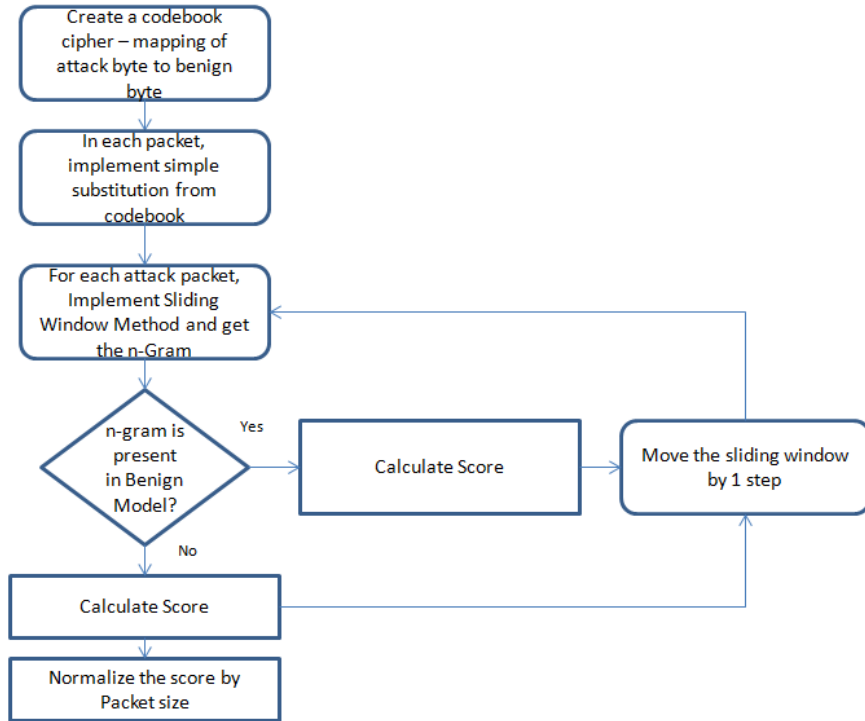 Create a codebook
cipher – mapping of
attack byte to benign
byte
In each packet,
implement simple
substitution from
codebook
For each attack packet,
Implement Sliding
Window Method and get
the n-Gram
n-gram is
present
in Benign
Model?
Yes
Calculate Score
Move the sliding window
by 1 step
No
Calculate Score
Normalize the score by
Packet size